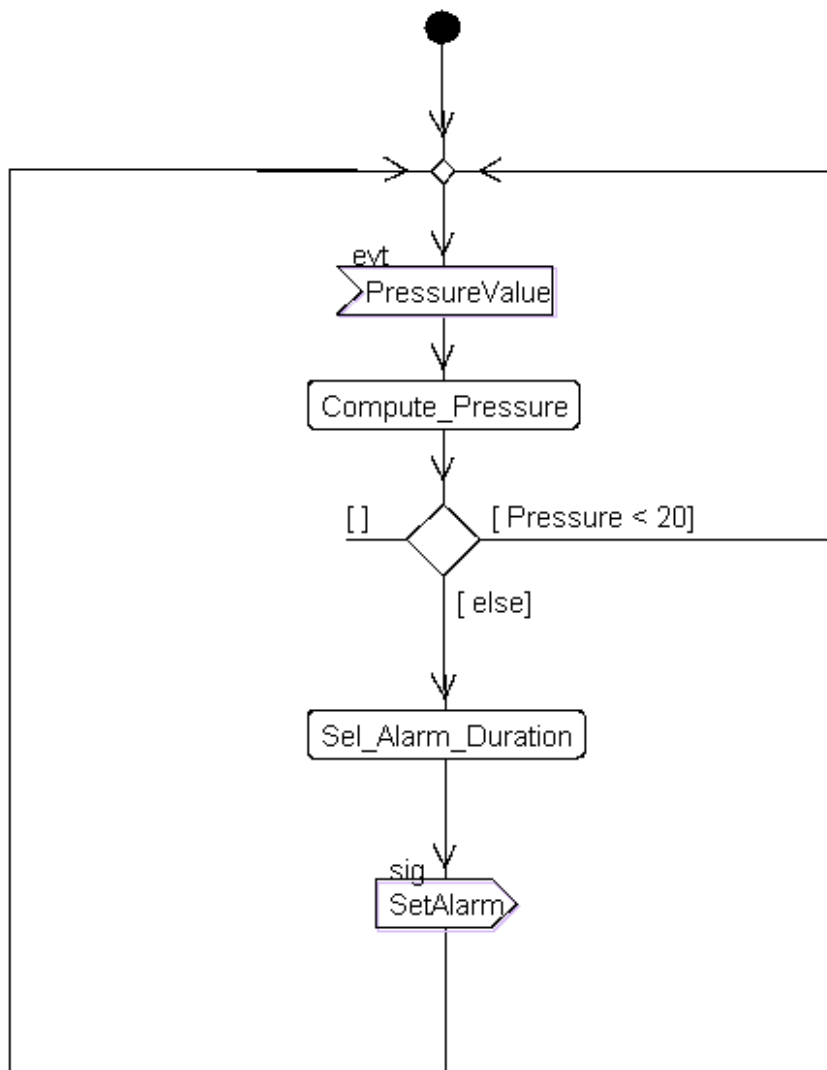 evt
PressureValue
Compute_Pressure
[ ]
[ Pressure < 20]
[ else]
Sel_Alarm_Duration
sig
SetAlarm